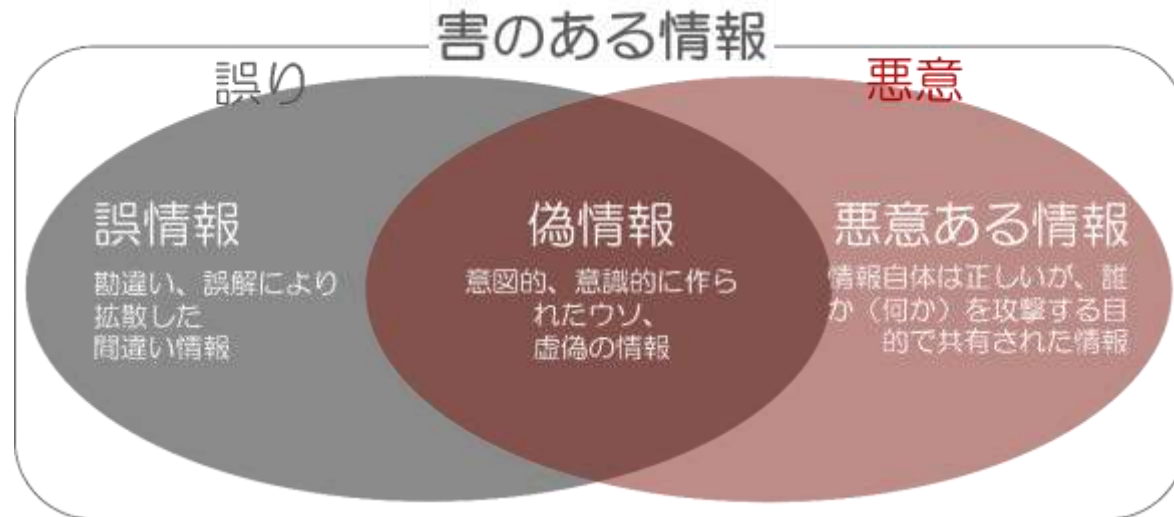 害のある情報
誤り
悪意
誤情報
勘違い、誤解により
拡散した
間違い情報
偽情報
意図的、意識的に作ら
れたウソ、
虚偽の情報
悪意ある情報
情報自体は正しいが、誰
か（何か）を攻撃する目
的で共有された情報